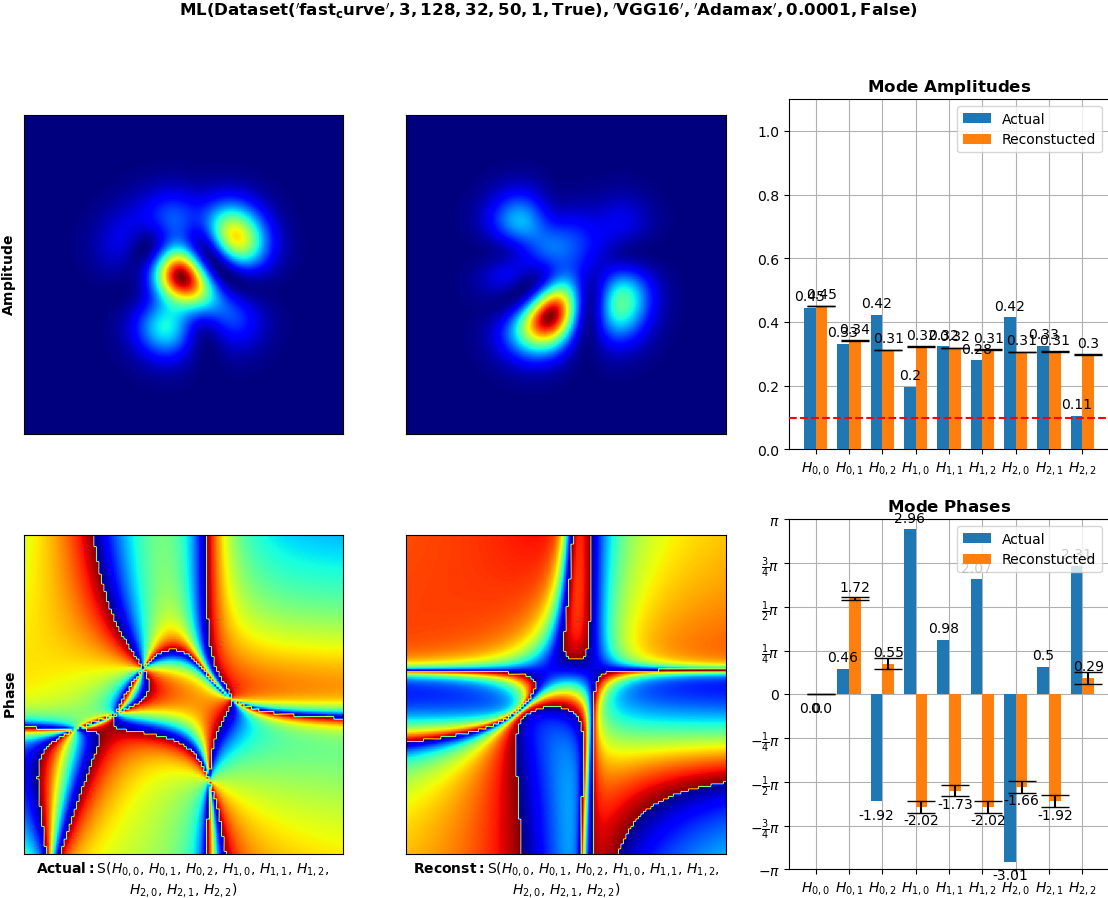 ML(Dataset('fast_curve', 3, 128, 32, 50, 1, True), 'VGG16', 'Adamax', 0.0001, False)
Amplitude
Mode Amplitudes
Actual
Reconstucted
1.0
0.8
0.6
0.4
0.2
0.0
0.45 0.45 0.33 0.34 0.42 0.31 0.2 0.32 0.32 0.32 0.28 0.31 0.42 0.31 0.33 0.31 0.11 0.3
H0,0 H0,1 H0,2 H1,0 H1,1 H1,2 H2,0 H2,1 H2,2
Phase
Actual: S(H0,0, H0,1, H0,2, H1,0, H1,1, H1,2,
H2,0, H2,1, H2,2)
Reconst: S(H0,0, H0,1, H0,2, H1,0, H1,1, H1,2,
H2,0, H2,1, H2,2)
Mode Phases
Actual
Reconstucted
π
3/4π
1/2π
1/4π
0
−1/4π
−1/2π
−3/4π
−π
0.0 0.0 0.46 1.72 -1.92 0.55 2.96 -2.02 0.98 -1.73 -2.02 -3.01 -1.66 0.5 -1.92 0.29
H0,0 H0,1 H0,2 H1,0 H1,1 H1,2 H2,0 H2,1 H2,2